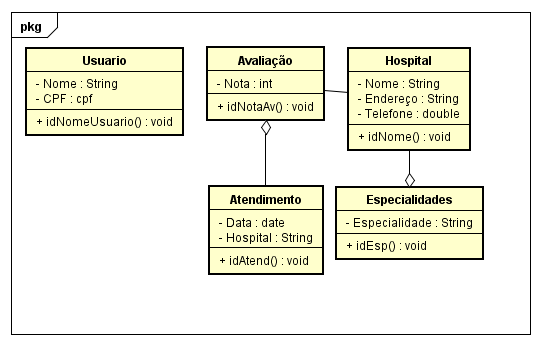 pkg
Usuario
- Nome : String
- CPF : cpf
+ idNomeUsuario() : void
Avaliação
- Nota : int
+ idNotaAv() : void
Hospital
- Nome : String
- Endereço : String
- Telefone : double
+ idNome() : void
Atendimento
- Data : date
- Hospital : String
+ idAtend() : void
Especialidades
- Especialidade : String
+ idEsp() : void